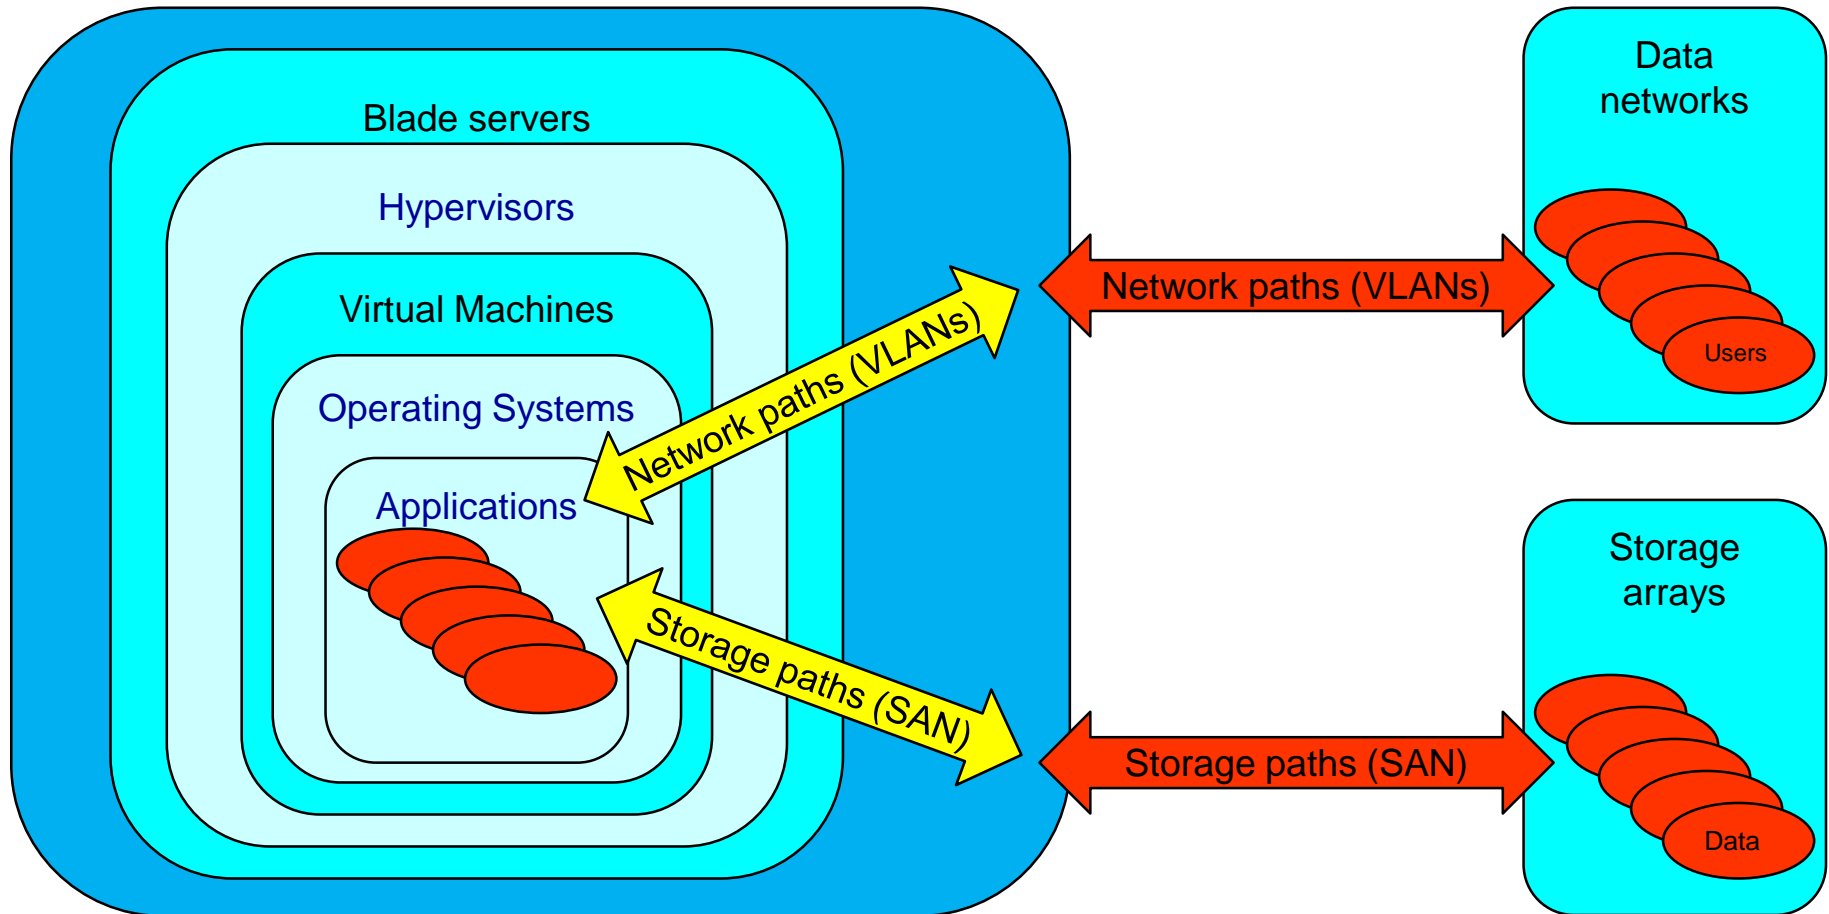 Blade servers
Hypervisors
Virtual Machines
Operating Systems
Applications
Network paths (VLANs)
Storage paths (SAN)
Network paths (VLANs)
Storage paths (SAN)
Data
networks
Users
Storage
arrays
Data